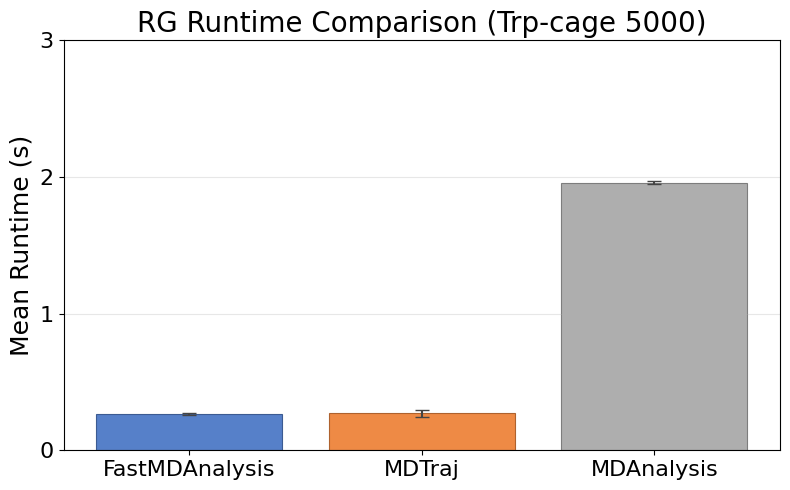 RG Runtime Comparison (Trp-cage 5000)
Mean Runtime (s)
3
2
1
0
FastMDAnalysis
MDTraj
MDAnalysis